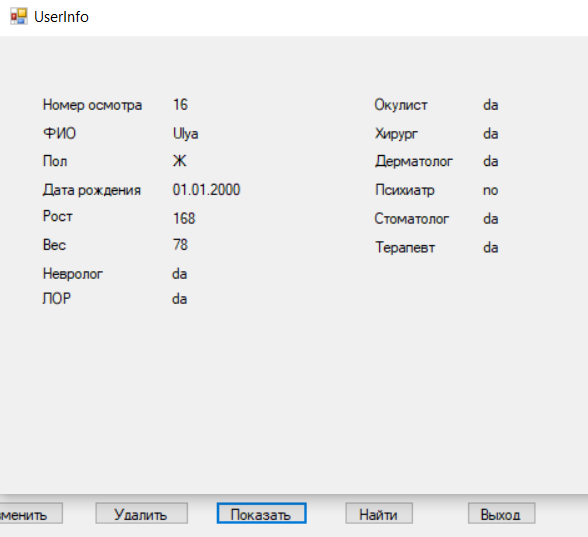 UserInfo
Номер осмотра 16 Окулист da
ФИО Ulya Хирург da
Пол Ж Дерматолог da
Дата рождения 01.01.2000 Психиатр no
Рост 168 Стоматолог da
Вес 78 Терапевт da
Невролог da
ЛОР da
Удалить Показать Найти Выход